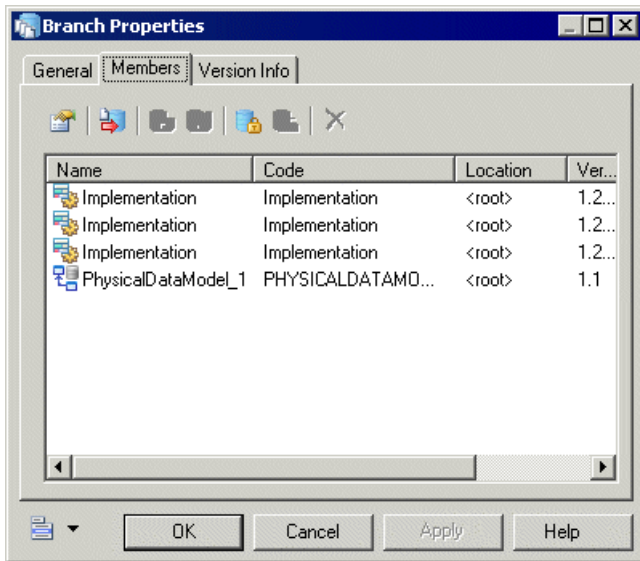 Branch Properties
General Members Version Info
Name Code Location Ver...
Implementation Implementation <root> 1.2...
Implementation Implementation <root> 1.2...
Implementation Implementation <root> 1.2...
PhysicalDataModel_1 PHYSICALDATAMO... <root> 1.1
OK Cancel Apply Help